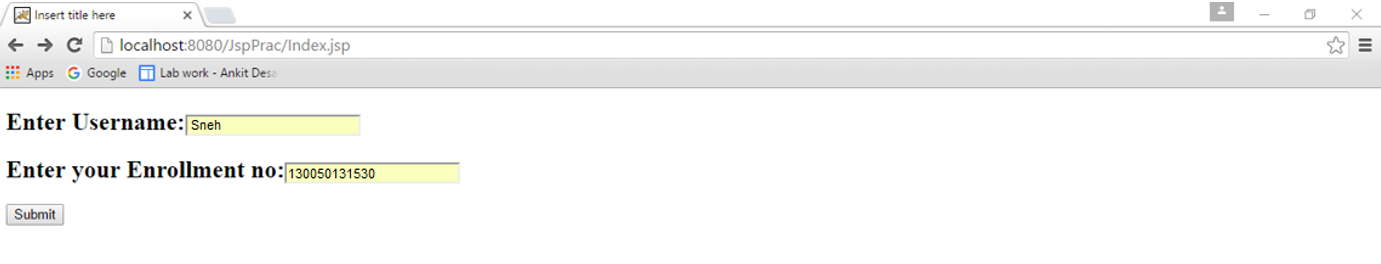 Insert title here
localhost:8080/JspPrac/Index.jsp
Apps Google Lab work - Ankit Desa
Enter Username: Sneh
Enter your Enrollment no: 130050131530
Submit